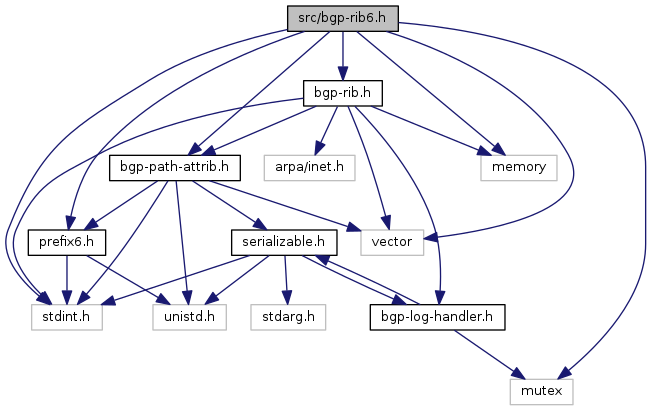 src/bgp-rib6.h
bgp-rib.h
bgp-path-attrib.h
arpa/inet.h
memory
prefix6.h
serializable.h
vector
stdint.h
unistd.h
stdarg.h
bgp-log-handler.h
mutex